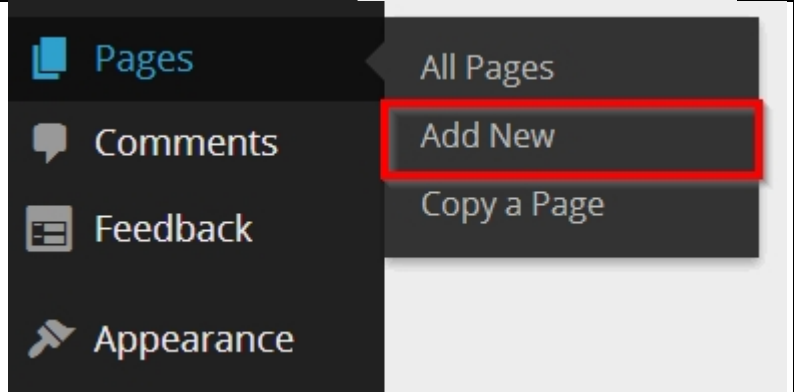 Pages
All Pages
Add New
Copy a Page
Comments
Feedback
Appearance